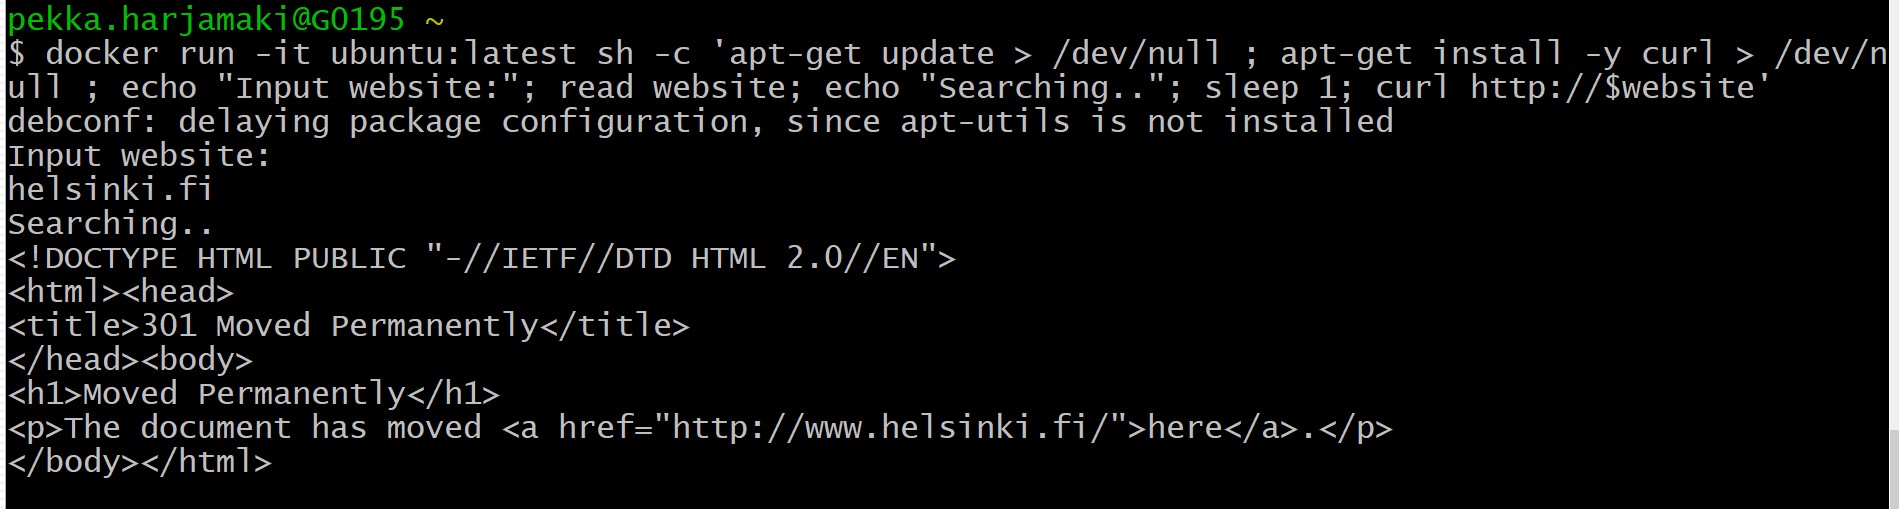 pekka.harjamaki@GO195 ~
$ docker run -it ubuntu:latest sh -c 'apt-get update > /dev/null ; apt-get install -y curl > /dev/n
ull ; echo "Input website:"; read website; echo "Searching.."; sleep 1; curl http://$website'
debconf: delaying package configuration, since apt-utils is not installed
Input website:
helsinki.fi
Searching..
<!DOCTYPE HTML PUBLIC "-//IETF//DTD HTML 2.0//EN">
<html><head>
<title>301 Moved Permanently</title>
</head><body>
<h1>Moved Permanently</h1>
<p>The document has moved <a href="http://www.helsinki.fi/">here</a>.</p>
</body></html>